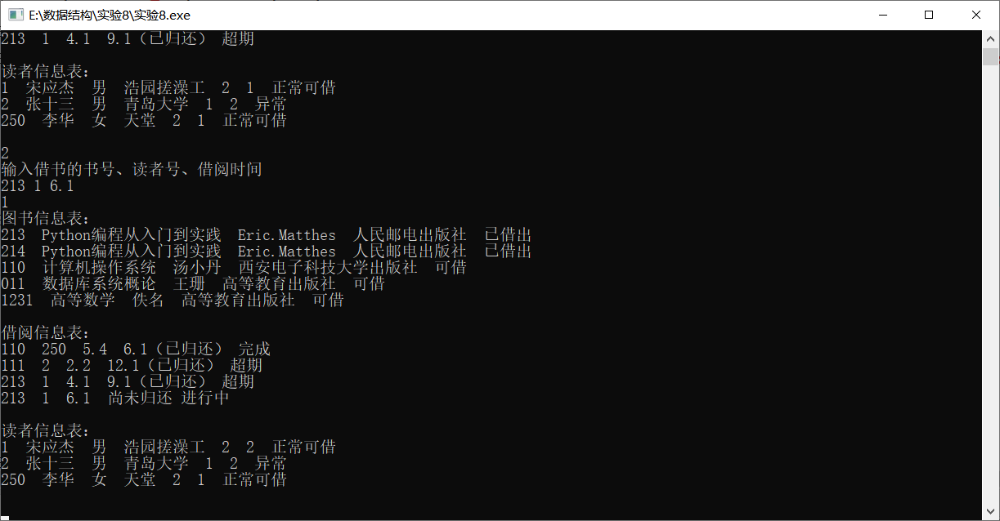 E:\数据结构\实验8\实验8.exe
213  1  4.1  9.1（已归还） 超期
读者信息表：
1  宋应杰  男  浩园搓澡工  2  1  正常可借
2  张十三  男  青岛大学  1  2  异常
250  李华  女  天堂  2  1  正常可借
2
输入借书的书号、读者号、借阅时间
213 1 6.1
1
图书信息表：
213  Python编程从入门到实践  Eric.Matthes  人民邮电出版社  已借出
214  Python编程从入门到实践  Eric.Matthes  人民邮电出版社  已借出
110  计算机操作系统  汤小丹  西安电子科技大学出版社  可借
011  数据库系统概论  王珊  高等教育出版社  可借
1231  高等数学  佚名  高等教育出版社  可借
借阅信息表：
110  250  5.4  6.1（已归还） 完成
111  2  2.2  12.1（已归还） 超期
213  1  4.1  9.1（已归还） 超期
213  1  6.1  尚未归还 进行中
读者信息表：
1  宋应杰  男  浩园搓澡工  2  2  正常可借
2  张十三  男  青岛大学  1  2  异常
250  李华  女  天堂  2  1  正常可借